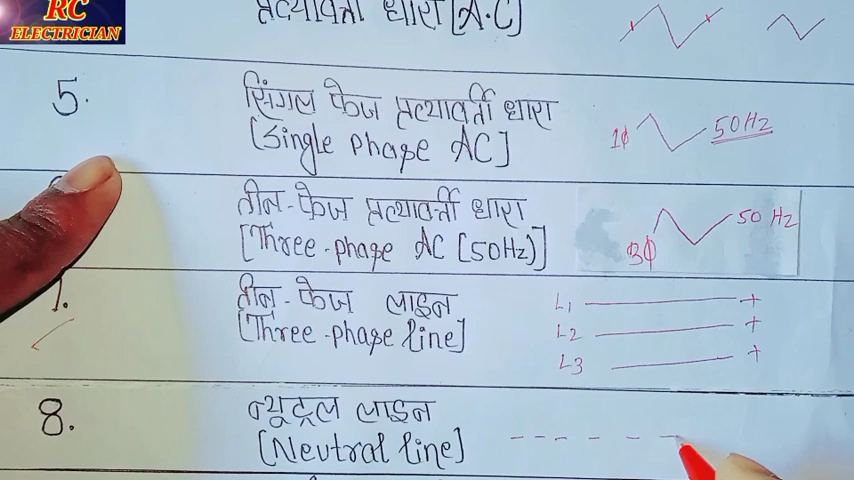 RC
ELECTRICIAN
प्रत्यावर्ती धारा [A.C]
5.
सिंगल फेज प्रत्यावर्ती धारा
[Single phase AC]
1ϕ 50Hz
तीन-फेज प्रत्यावर्ती धारा
[Three-phase AC [50Hz)]
3ϕ 50 Hz
तीन-फेज लाइन
[Three-phase line]
L1 +
L2 +
L3 +
8.
न्यूट्रल लाइन
[Neutral line]